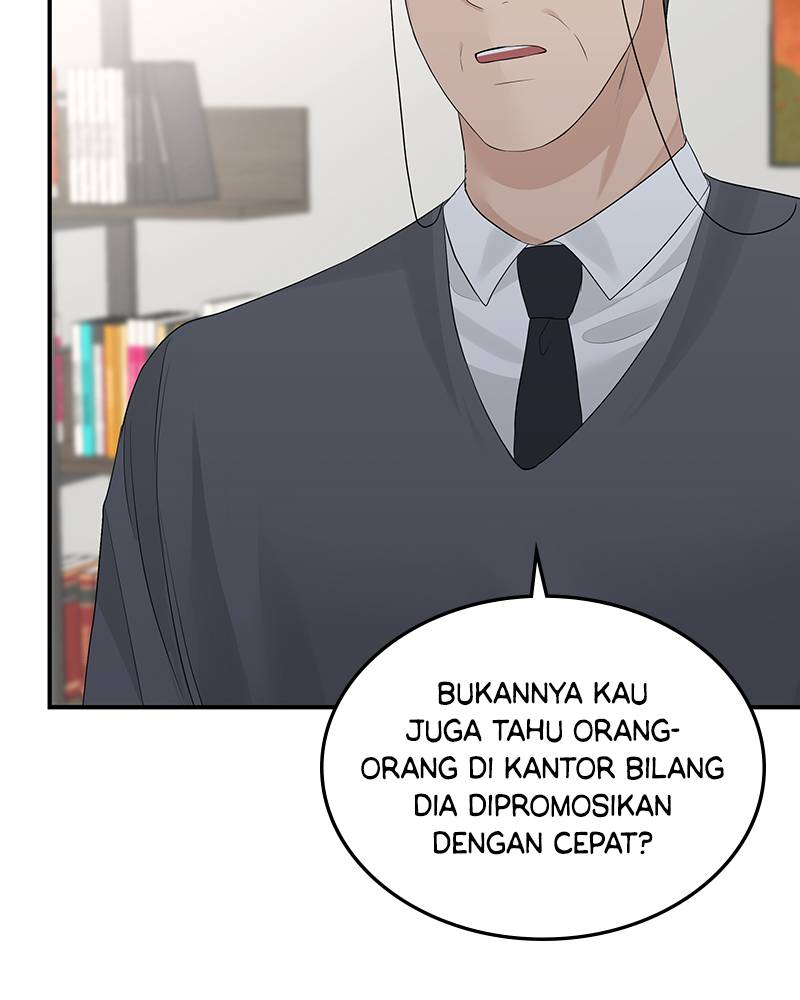 BUKANNYA KAU
JUGA TAHU ORANG-
ORANG DI KANTOR BILANG
DIA DIPROMOSIKAN
DENGAN CEPAT?